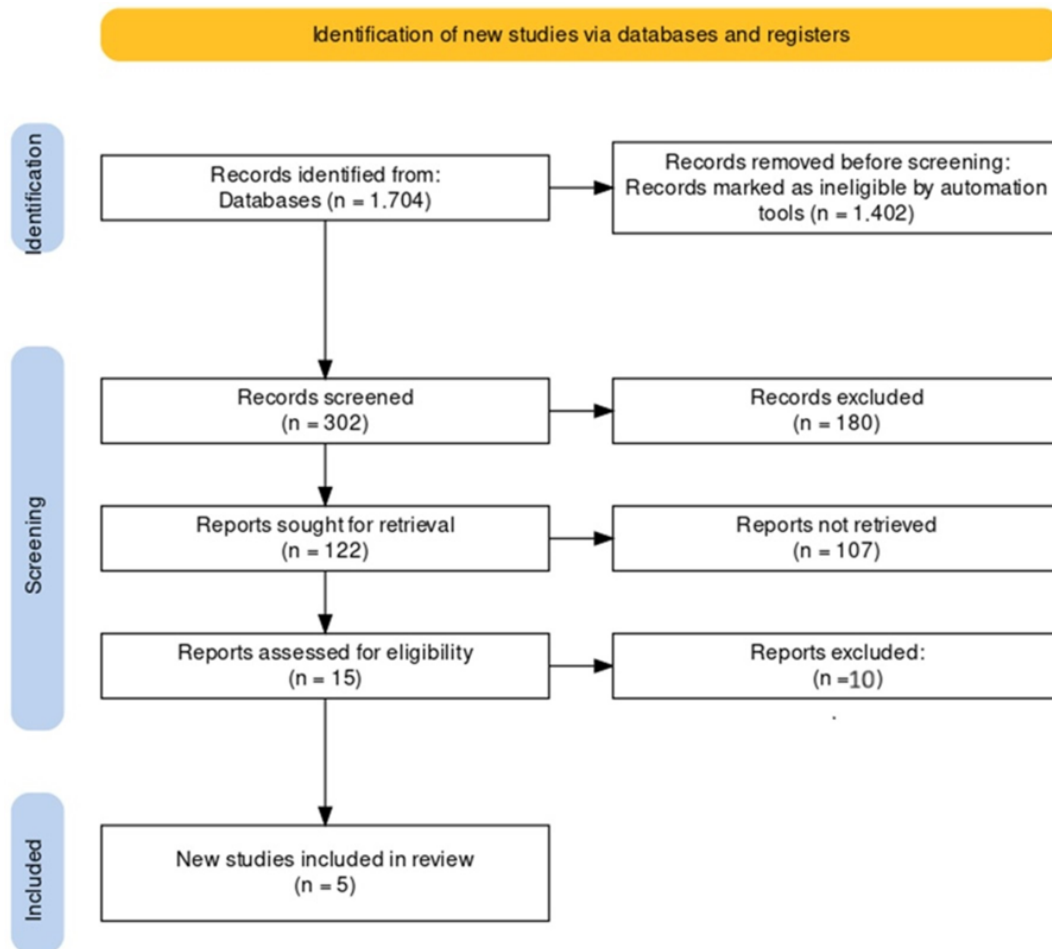 Identification of new studies via databases and registers
Identification
Records identified from:
Databases (n = 1.704)
Records removed before screening:
Records marked as ineligible by automation
tools (n = 1.402)
Screening
Records screened
(n = 302)
Records excluded
(n = 180)
Reports sought for retrieval
(n = 122)
Reports not retrieved
(n = 107)
Reports assessed for eligibility
(n = 15)
Reports excluded:
(n =10)
.
Included
New studies included in review
(n = 5)